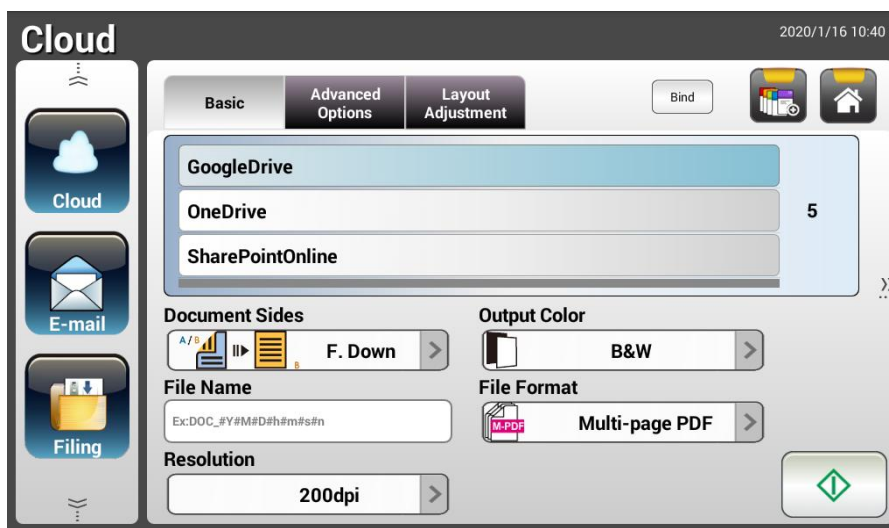 Cloud
2020/1/16 10:40
Cloud
E-mail
Filing
Basic
Advanced
Options
Layout
Adjustment
Bind
GoogleDrive
OneDrive
SharePointOnline
5
Document Sides
A/B
B
F. Down
Output Color
B&W
File Name
Ex:DOC_#Y#M#D#h#m#s#n
File Format
M-PDF
Multi-page PDF
Resolution
200dpi